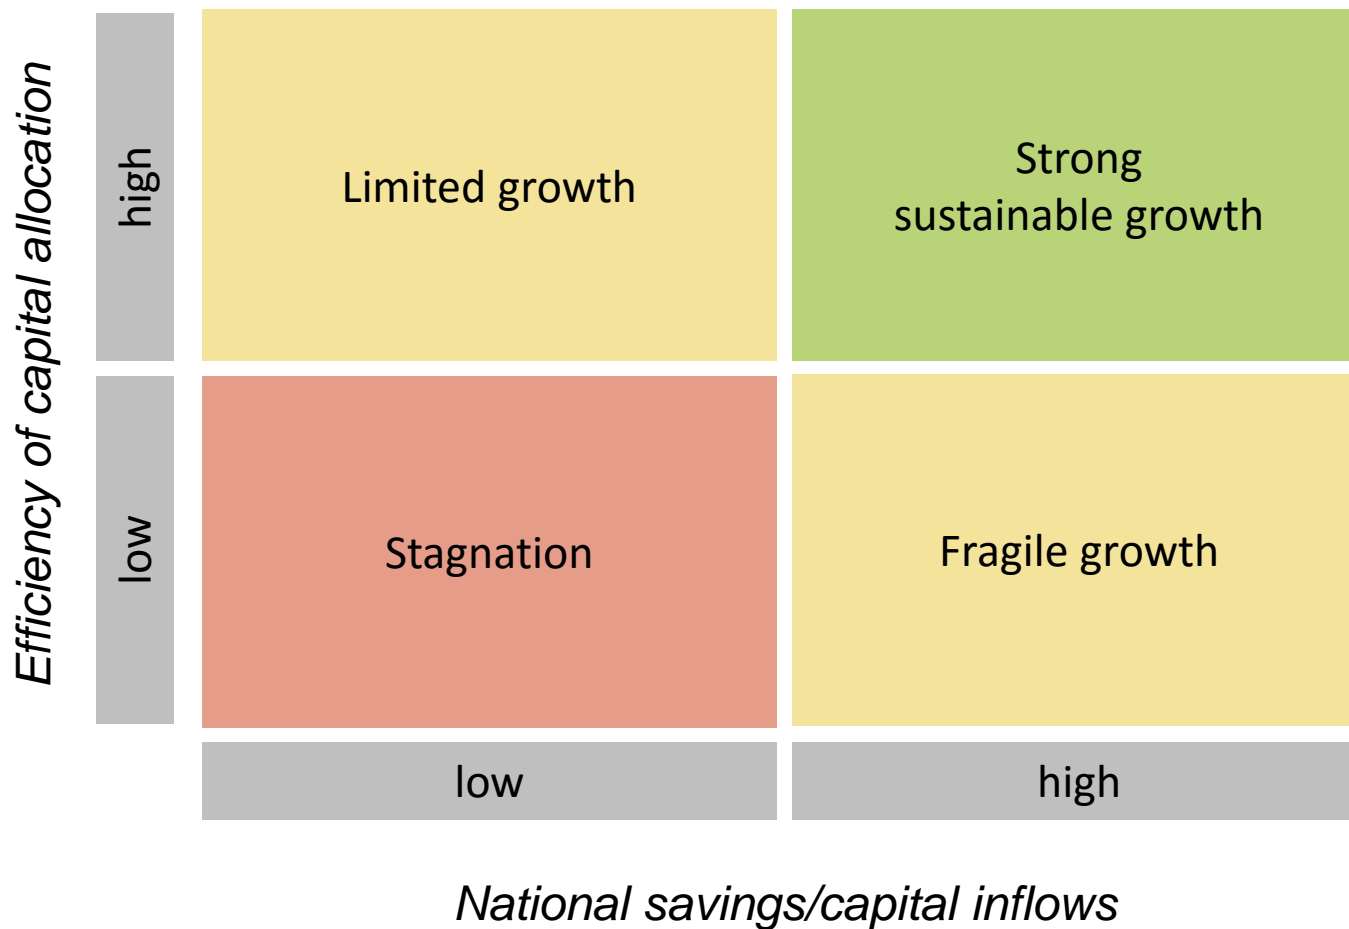 Efficiency of capital allocation
high
Limited growth
Strong
sustainable growth
low
Stagnation
Fragile growth
low
high
National savings/capital inflows